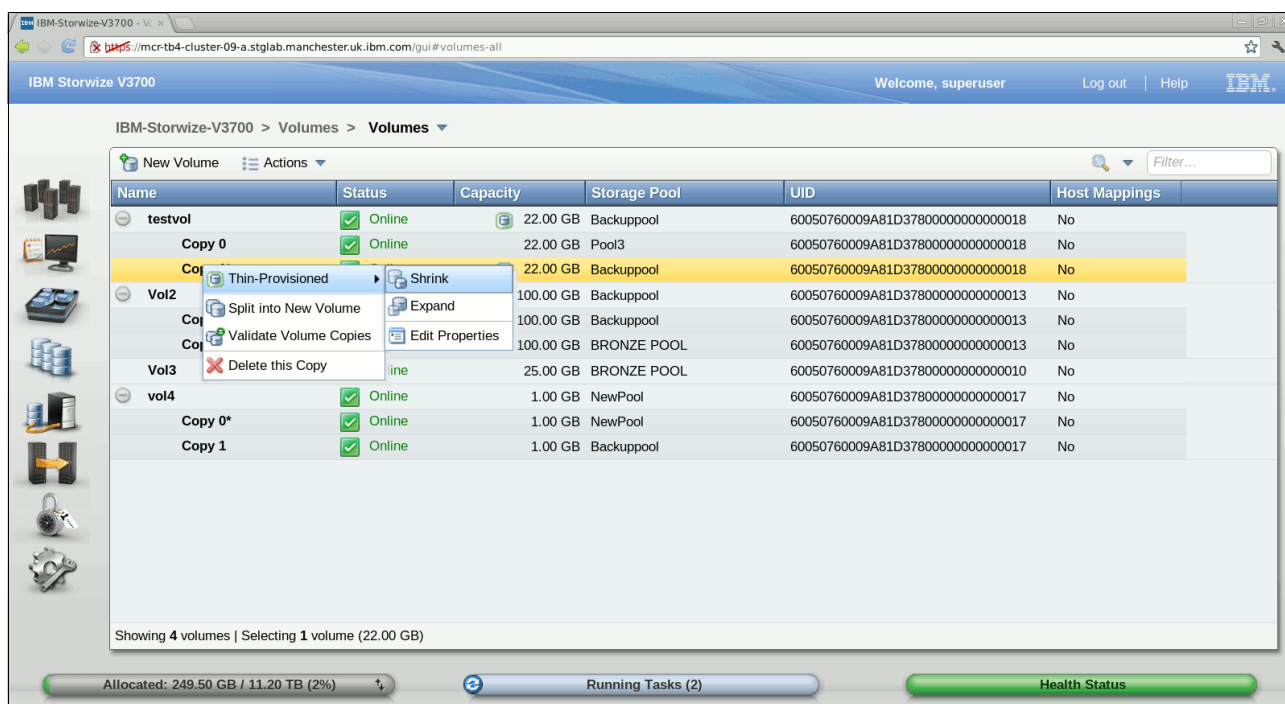 IBM-Storwize-V3700 - Vo
https://mcr-tb4-cluster-09-a.stglab.manchester.uk.ibm.com/gui#volumes-all
IBM Storwize V3700 Welcome, superuser Log out | Help IBM.
IBM-Storwize-V3700 > Volumes > Volumes
New Volume Actions Filter...
Name Status Capacity Storage Pool UID Host Mappings
testvol Online 22.00 GB Backuppool 60050760009A81D37800000000000018 No
Copy 0 Online 22.00 GB Pool3 60050760009A81D37800000000000018 No
22.00 GB Backuppool 60050760009A81D37800000000000018 No
Thin-Provisioned Shrink
Vol2 100.00 GB Backuppool 60050760009A81D37800000000000013 No
Split into New Volume Expand
100.00 GB Backuppool 60050760009A81D37800000000000013 No
Validate Volume Copies Edit Properties
100.00 GB BRONZE POOL 60050760009A81D37800000000000013 No
Delete this Copy
Vol3 ine 25.00 GB BRONZE POOL 60050760009A81D37800000000000010 No
vol4 Online 1.00 GB NewPool 60050760009A81D37800000000000017 No
Copy 0* Online 1.00 GB NewPool 60050760009A81D37800000000000017 No
Copy 1 Online 1.00 GB Backuppool 60050760009A81D37800000000000017 No
Showing 4 volumes | Selecting 1 volume (22.00 GB)
Allocated: 249.50 GB / 11.20 TB (2%) Running Tasks (2) Health Status